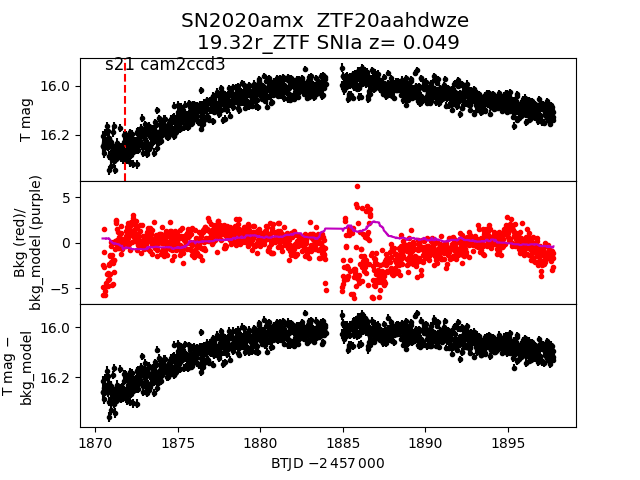 SN2020amx  ZTF20aahdwze
19.32r_ZTF SNIa z= 0.049
s21 cam2ccd3
16.0
16.2
T mag
5
0
−5
Bkg (red)/
bkg_model (purple)
16.0
16.2
T mag −
bkg_model
1870 1875 1880 1885 1890 1895
BTJD −2 457 000